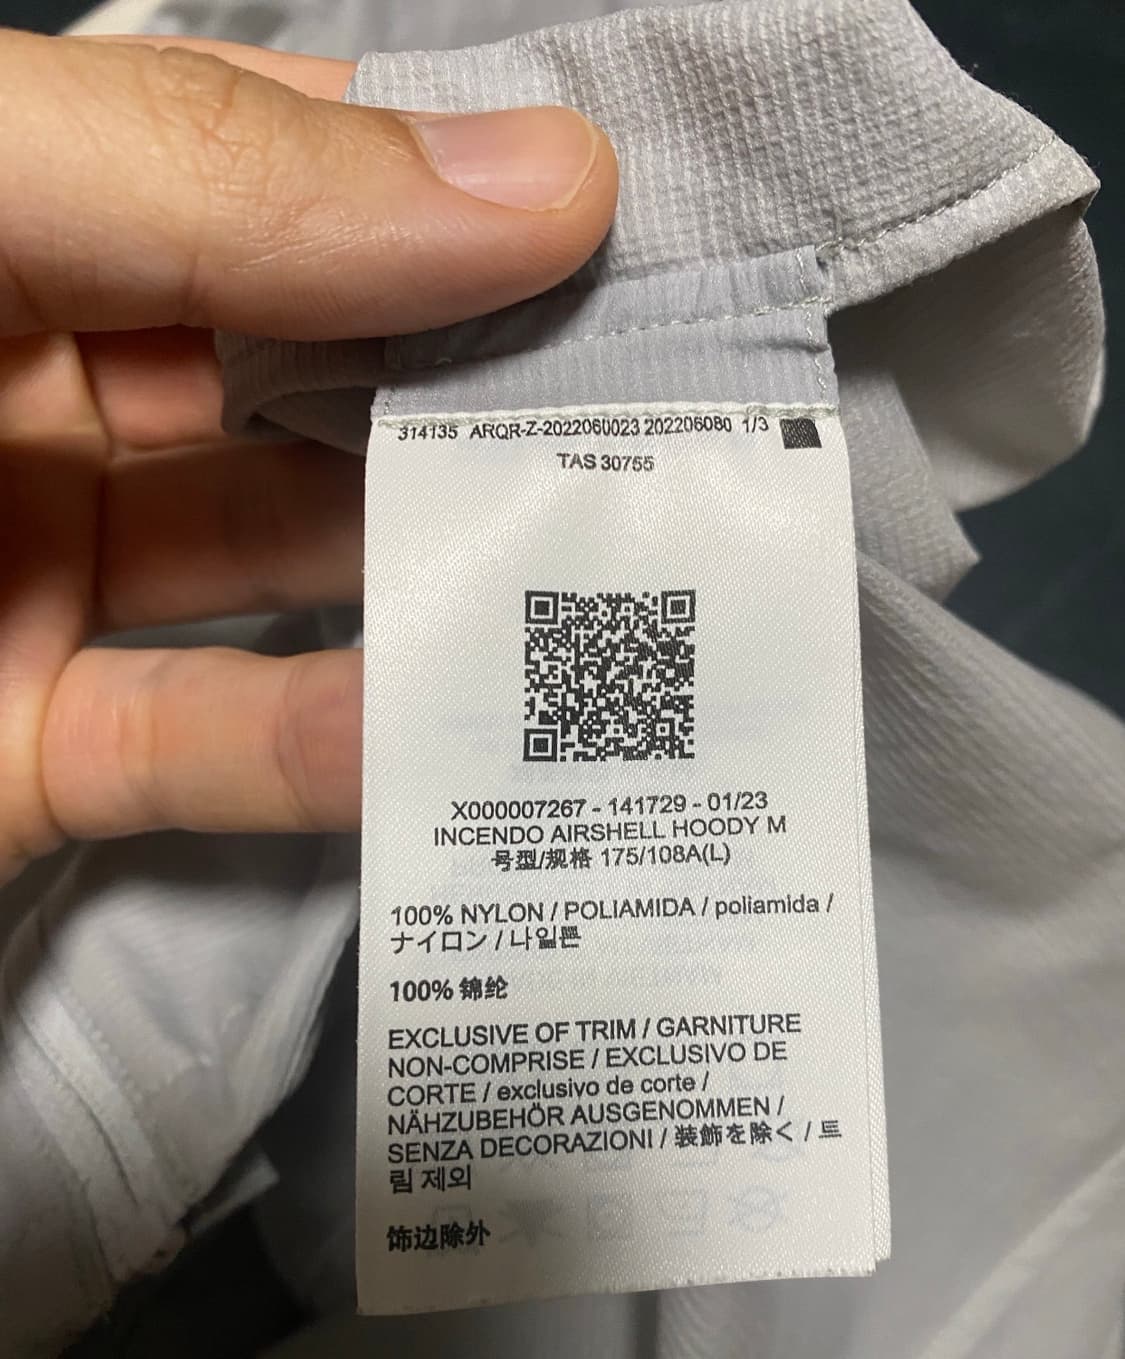 314135 ARQR-Z-2022060023 202206080 1/3
TAS 30755
X000007267 - 141729 - 01/23
INCENDO AIRSHELL HOODY M
号型/规格 175/108A(L)
100% NYLON / POLIAMIDA / poliamida /
ナイロン / 나일론
100% 锦纶
EXCLUSIVE OF TRIM / GARNITURE
NON-COMPRISE / EXCLUSIVO DE
CORTE / exclusivo de corte /
NÄHZUBEHÖR AUSGENOMMEN /
SENZA DECORAZIONI / 装飾を除く / 트
림 제외
饰边除外